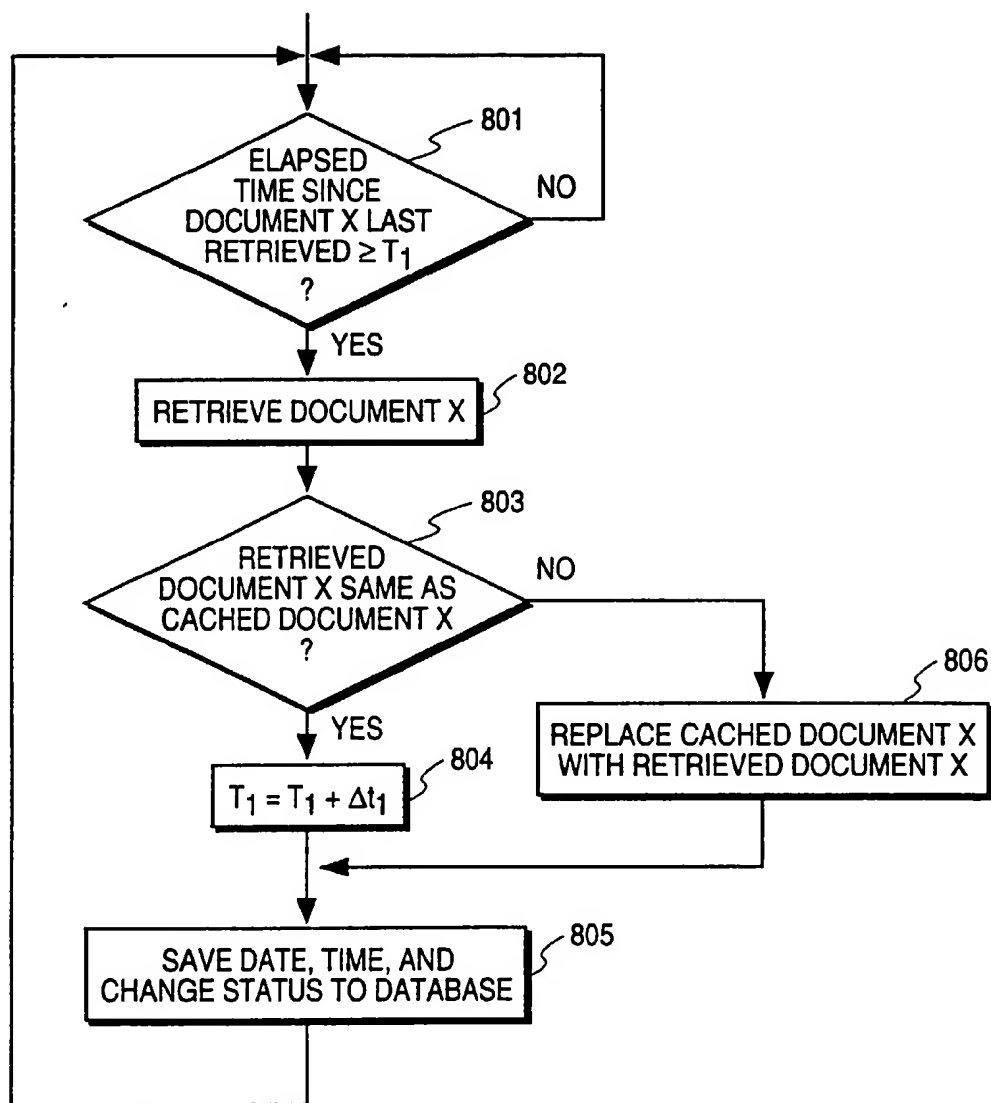 801
ELAPSED
TIME SINCE
DOCUMENT X LAST
RETRIEVED ≥ T1
?
NO
YES
802
RETRIEVE DOCUMENT X
803
RETRIEVED
DOCUMENT X SAME AS
CACHED DOCUMENT X
?
NO
YES
806
REPLACE CACHED DOCUMENT X
WITH RETRIEVED DOCUMENT X
804
T1 = T1 + Δt1
805
SAVE DATE, TIME, AND
CHANGE STATUS TO DATABASE